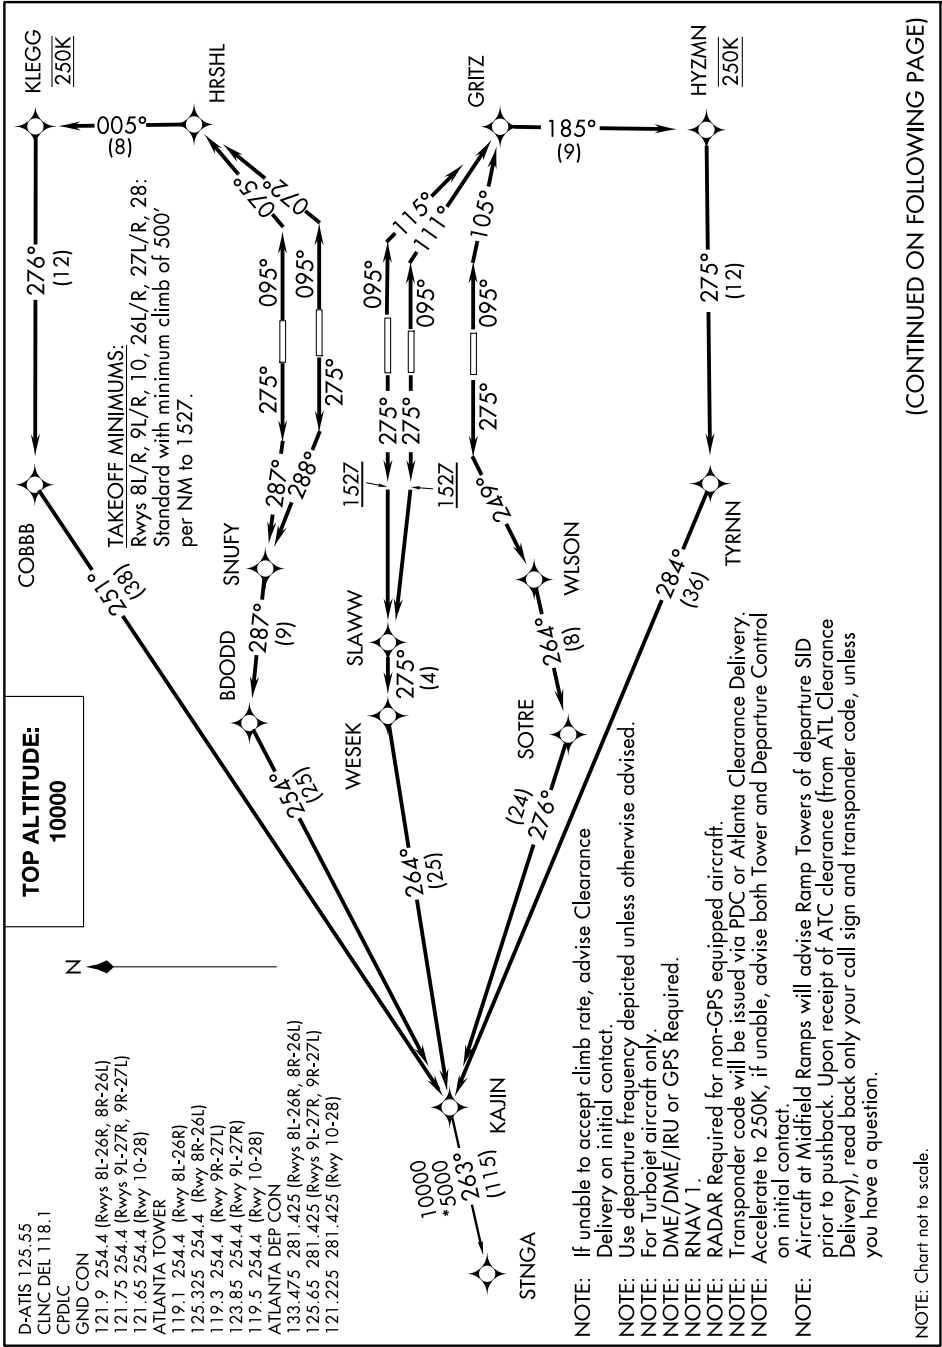 D-ATIS 125.55
CLNC DEL 118.1
CPDLC
GND CON
121.9 254.4 (Rwys 8L-26R, 8R-26L)
121.75 254.4 (Rwys 9L-27R, 9R-27L)
121.65 254.4 (Rwy 10-28)
ATLANTA TOWER
119.1 254.4 (Rwy 8L-26R)
125.325 254.4 (Rwy 8R-26L)
119.3 254.4 (Rwy 9R-27L)
123.85 254.4 (Rwy 9L-27R)
119.5 254.4 (Rwy 10-28)
ATLANTA DEP CON
133.475 281.425 (Rwys 8L-26R, 8R-26L)
125.65 281.425 (Rwys 9L-27R, 9R-27L)
121.225 281.425 (Rwy 10-28)
N
TOP ALTITUDE:
10000
COBBB
276°
(12)
KLEGG
250K
005°
(8)
HRSHL
TAKEOFF MINIMUMS:
Rwys 8L/R, 9L/R, 10, 26L/R, 27L/R, 28:
Standard with minimum climb of 500'
per NM to 1527.
251°
(38)
SNUFY
287°
288°
275°
275°
095°
095°
075°
072°
BDODD
287°
(9)
254°
(25)
SLAWW
1527
1527
275°
275°
095°
095°
115°
111°
GRITZ
WESEK
275°
(4)
264°
(25)
249°
275°
095°
105°
185°
(9)
WLSON
264°
(8)
SOTRE
(24)
276°
HYZMN
250K
275°
(12)
TYRNN
284°
(36)
KAJIN
10000
*5000
263°
(115)
STNGA
NOTE: If unable to accept climb rate, advise Clearance
Delivery on initial contact.
NOTE: Use departure frequency depicted unless otherwise advised.
NOTE: For Turbojet aircraft only.
NOTE: DME/DME/IRU or GPS Required.
NOTE: RNAV 1.
NOTE: RADAR Required for non-GPS equipped aircraft.
NOTE: Transponder code will be issued via PDC or Atlanta Clearance Delivery.
NOTE: Accelerate to 250K, if unable, advise both Tower and Departure Control
on initial contact.
NOTE: Aircraft at Midfield Ramps will advise Ramp Towers of departure SID
prior to pushback. Upon receipt of ATC clearance (from ATL Clearance
Delivery), read back only your call sign and transponder code, unless
you have a question.
(CONTINUED ON FOLLOWING PAGE)
NOTE: Chart not to scale.